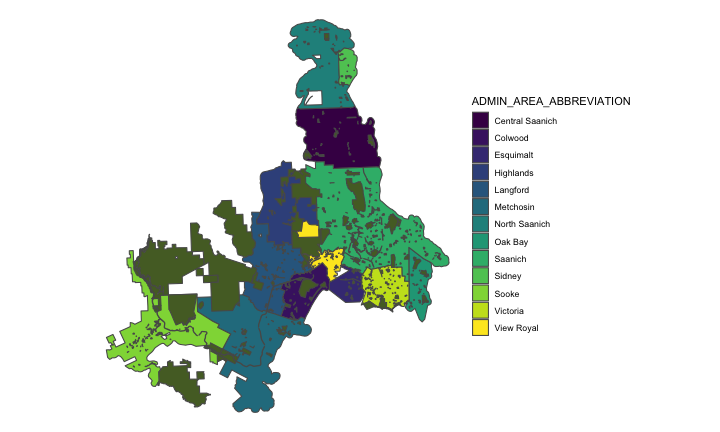 ADMIN_AREA_ABBREVIATION
Central Saanich
Colwood
Esquimalt
Highlands
Langford
Metchosin
North Saanich
Oak Bay
Saanich
Sidney
Sooke
Victoria
View Royal